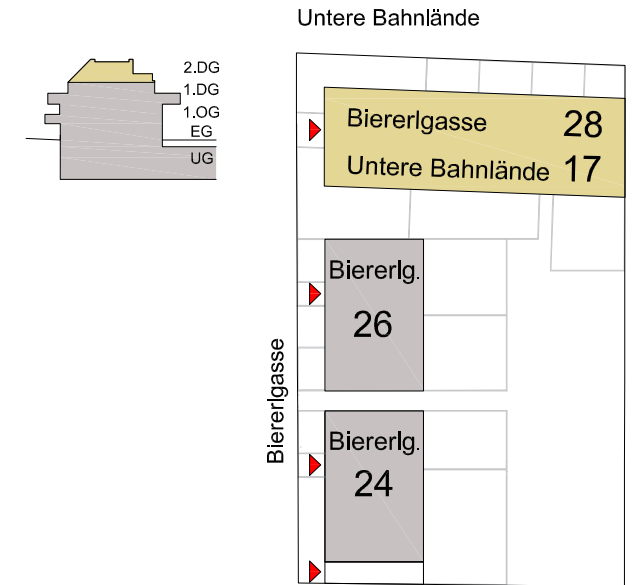 Untere Bahnlände
2.DG
1.DG
1.OG
EG
UG
Biererlgasse 28
Untere Bahnlände 17
Biererlg.
26
Biererlgasse
Biererlg.
24